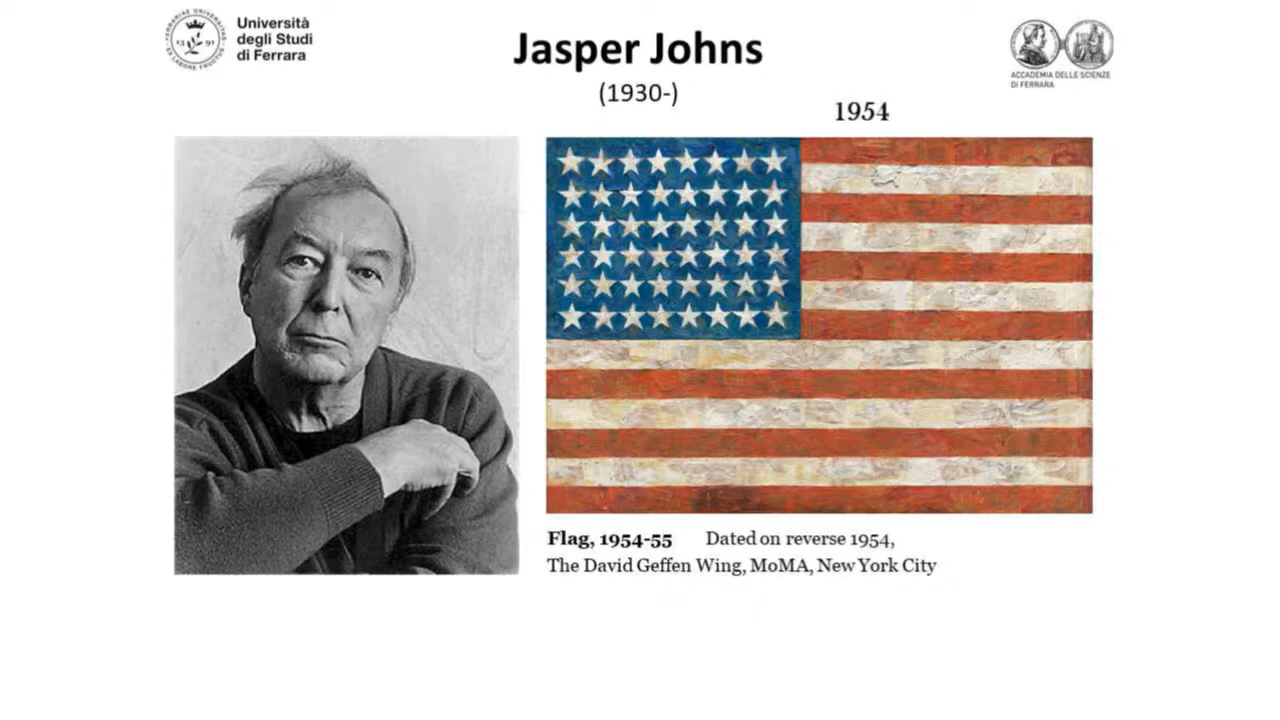 Università
degli Studi
di Ferrara
Jasper Johns
(1930-)
ACCADEMIA DELLE SCIENZE
DI FERRARA
1954
Flag, 1954-55 Dated on reverse 1954,
The David Geffen Wing, MoMA, New York City